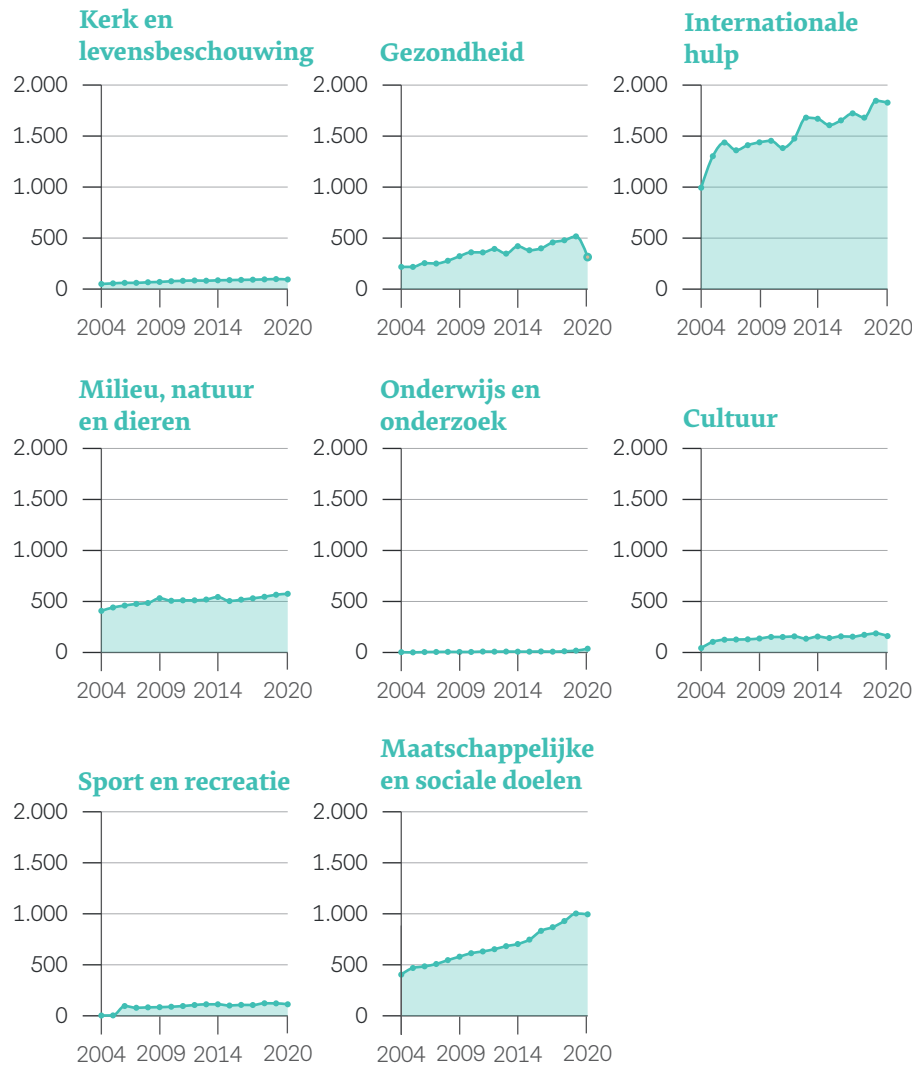 Kerk en
levensbeschouwing
2.000
1.500
1.000
500
0
2004 2009 2014 2020
Gezondheid
2.000
1.500
1.000
500
0
2004 2009 2014 2020
Internationale
hulp
2.000
1.500
1.000
500
0
2004 2009 2014 2020
Milieu, natuur
en dieren
2.000
1.500
1.000
500
0
2004 2009 2014 2020
Onderwijs en
onderzoek
2.000
1.500
1.000
500
0
2004 2009 2014 2020
Cultuur
2.000
1.500
1.000
500
0
2004 2009 2014 2020
Sport en recreatie
2.000
1.500
1.000
500
0
2004 2009 2014 2020
Maatschappelijke
en sociale doelen
2.000
1.500
1.000
500
0
2004 2009 2014 2020